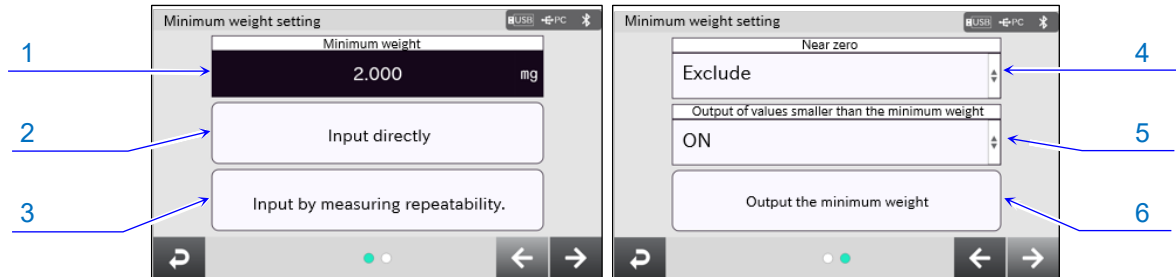 Minimum weight setting
USB PC
1
Minimum weight
2.000 mg
2
Input directly
3
Input by measuring repeatability.
Minimum weight setting
USB PC
Near zero
4
Exclude
Output of values smaller than the minimum weight
5
ON
6
Output the minimum weight